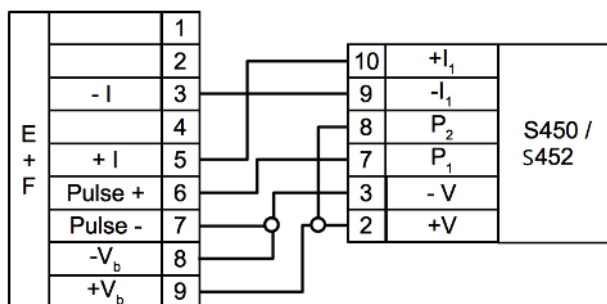 1
2
- I 3
4
+ I 5
Pulse + 6
Pulse - 7
-Vb 8
+Vb 9
E
+
F
10 +I1
9 -I1
8 P2
7 P1
3 - V
2 +V
S450 /
S452